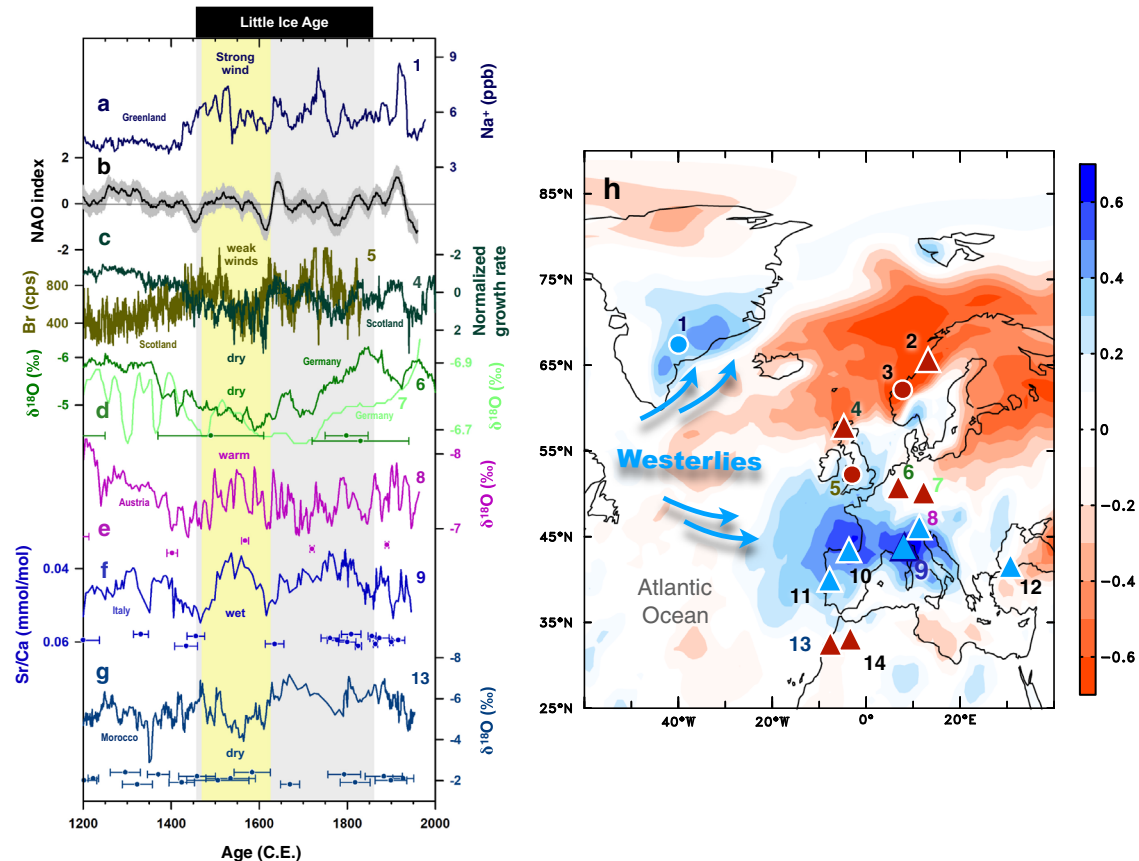 Little Ice Age
Strong
wind
1
a
Greenland
9
6
3
Na⁺ (ppb)
b
NAO index
2
0
-2
c
weak
winds
5
4
Br (cps)
800
400
-2
0
2
Normalized
growth rate
Scotland
Scotland
δ¹⁸O (‰)
-6
-5
dry
dry
Germany
6
7
Germany
d
-6.9
-6.7
δ¹⁸O (‰)
warm
8
Austria
e
-8
-7
δ¹⁸O (‰)
Sr/Ca (mmol/mol)
0.04
0.06
f
9
Italy
wet
g
13
Morocco
dry
-8
-6
-4
-2
δ¹⁸O (‰)
1200 1400 1600 1800 2000
Age (C.E.)
h
85°N
75°N
65°N
55°N
45°N
35°N
25°N
40°W 20°W 0° 20°E
1
2
3
4
5
6
7
8
9
10
11
12
13
14
Westerlies
Atlantic
Ocean
0.6
0.4
0.2
0
−0.2
−0.4
−0.6